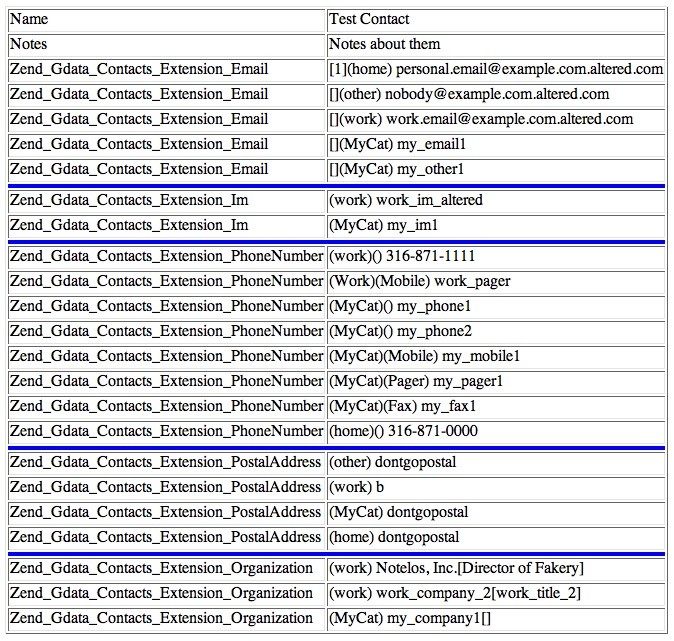 Name Test Contact
Notes Notes about them
Zend_Gdata_Contacts_Extension_Email [1](home) personal.email@example.com.altered.com
Zend_Gdata_Contacts_Extension_Email [](other) nobody@example.com.altered.com
Zend_Gdata_Contacts_Extension_Email [](work) work.email@example.com.altered.com
Zend_Gdata_Contacts_Extension_Email [](MyCat) my_email1
Zend_Gdata_Contacts_Extension_Email [](MyCat) my_other1
Zend_Gdata_Contacts_Extension_Im (work) work_im_altered
Zend_Gdata_Contacts_Extension_Im (MyCat) my_im1
Zend_Gdata_Contacts_Extension_PhoneNumber (work)() 316-871-1111
Zend_Gdata_Contacts_Extension_PhoneNumber (Work)(Mobile) work_pager
Zend_Gdata_Contacts_Extension_PhoneNumber (MyCat)() my_phone1
Zend_Gdata_Contacts_Extension_PhoneNumber (MyCat)() my_phone2
Zend_Gdata_Contacts_Extension_PhoneNumber (MyCat)(Mobile) my_mobile1
Zend_Gdata_Contacts_Extension_PhoneNumber (MyCat)(Pager) my_pager1
Zend_Gdata_Contacts_Extension_PhoneNumber (MyCat)(Fax) my_fax1
Zend_Gdata_Contacts_Extension_PhoneNumber (home)() 316-871-0000
Zend_Gdata_Contacts_Extension_PostalAddress (other) dontgopostal
Zend_Gdata_Contacts_Extension_PostalAddress (work) b
Zend_Gdata_Contacts_Extension_PostalAddress (MyCat) dontgopostal
Zend_Gdata_Contacts_Extension_PostalAddress (home) dontgopostal
Zend_Gdata_Contacts_Extension_Organization (work) Notelos, Inc.[Director of Fakery]
Zend_Gdata_Contacts_Extension_Organization (work) work_company_2[work_title_2]
Zend_Gdata_Contacts_Extension_Organization (MyCat) my_company1[]